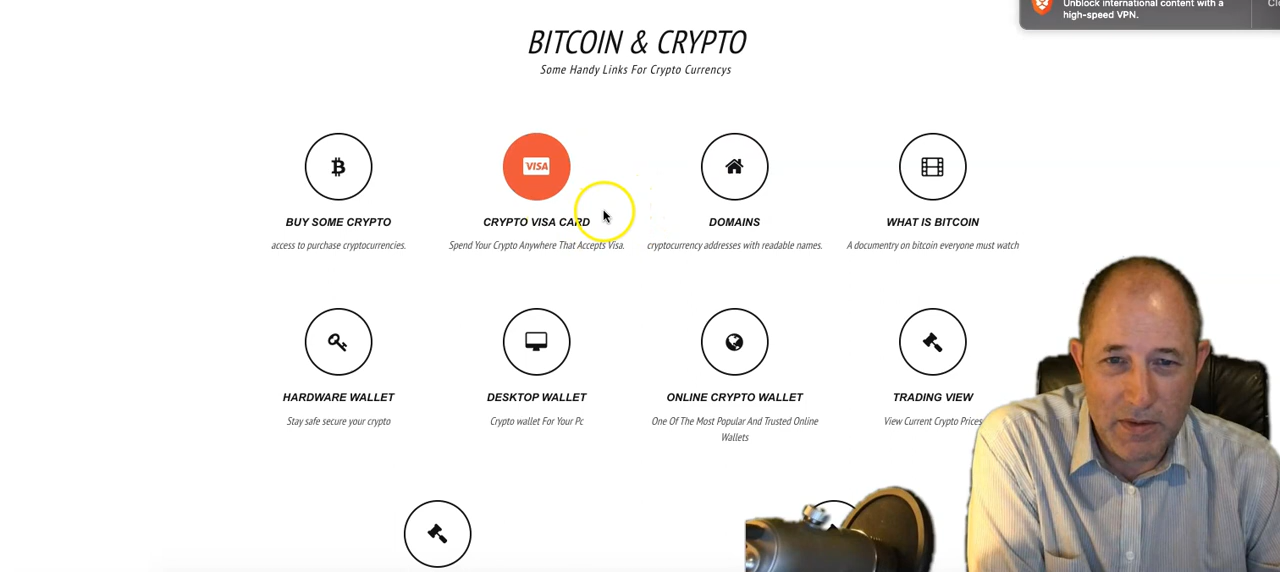 Unblock international content with a
high-speed VPN.
BITCOIN & CRYPTO
Some Handy Links For Crypto Currencys
VISA
BUY SOME CRYPTO
access to purchase cryptocurrencies.
CRYPTO VISA CARD
Spend Your Crypto Anywhere That Accepts Visa.
DOMAINS
cryptocurrency addresses with readable names.
WHAT IS BITCOIN
A documentry on bitcoin everyone must watch
HARDWARE WALLET
Stay safe secure your crypto
DESKTOP WALLET
Crypto wallet For Your Pc
ONLINE CRYPTO WALLET
One Of The Most Popular And Trusted Online
Wallets
TRADING VIEW
View Current Crypto Prices